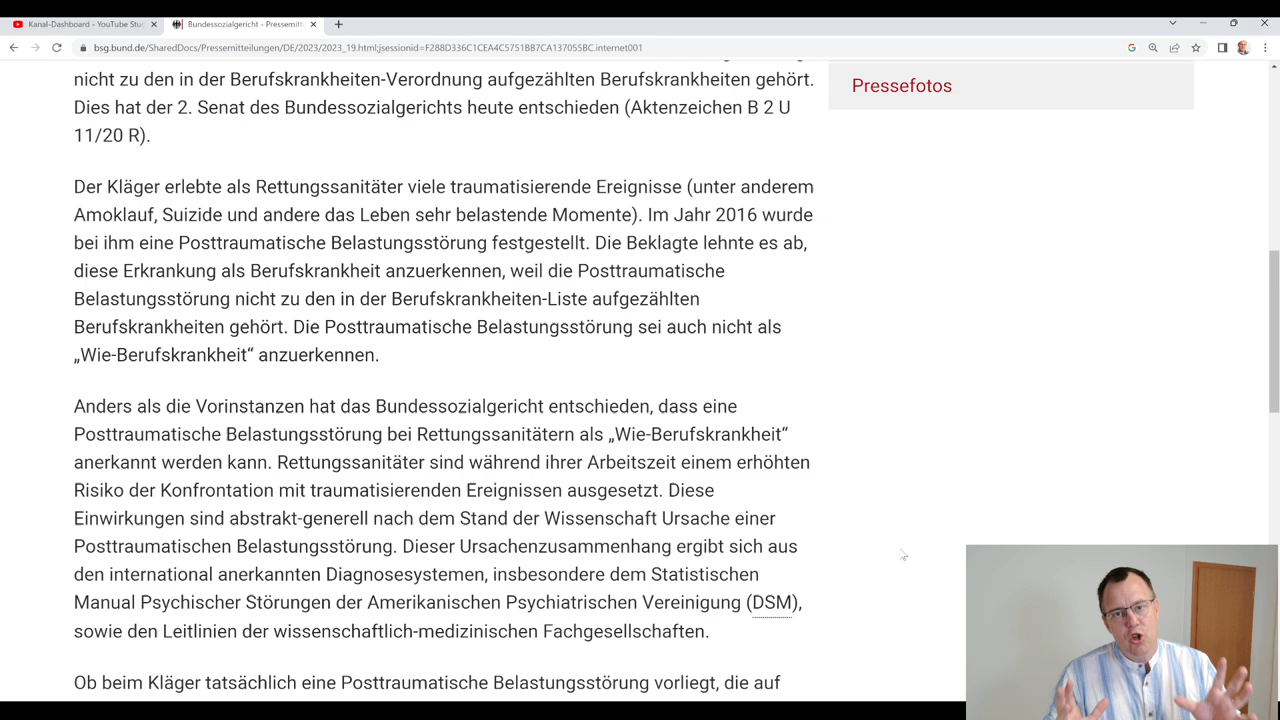 Kanal-Dashboard - YouTube Stu
Bundessozialgericht - Pressemitt
bsg.bund.de/SharedDocs/Pressemitteilungen/DE/2023/2023_19.html;jsessionid=F288D336C1CEA4C5751BB7CA137055BC.internet001
nicht zu den in der Berufskrankheiten-Verordnung aufgezählten Berufskrankheiten gehört.
Dies hat der 2. Senat des Bundessozialgerichts heute entschieden (Aktenzeichen B 2 U
11/20 R).
Pressefotos
Der Kläger erlebte als Rettungssanitäter viele traumatisierende Ereignisse (unter anderem
Amoklauf, Suizide und andere das Leben sehr belastende Momente). Im Jahr 2016 wurde
bei ihm eine Posttraumatische Belastungsstörung festgestellt. Die Beklagte lehnte es ab,
diese Erkrankung als Berufskrankheit anzuerkennen, weil die Posttraumatische
Belastungsstörung nicht zu den in der Berufskrankheiten-Liste aufgezählten
Berufskrankheiten gehört. Die Posttraumatische Belastungsstörung sei auch nicht als
„Wie-Berufskrankheit“ anzuerkennen.
Anders als die Vorinstanzen hat das Bundessozialgericht entschieden, dass eine
Posttraumatische Belastungsstörung bei Rettungssanitätern als „Wie-Berufskrankheit“
anerkannt werden kann. Rettungssanitäter sind während ihrer Arbeitszeit einem erhöhten
Risiko der Konfrontation mit traumatisierenden Ereignissen ausgesetzt. Diese
Einwirkungen sind abstrakt-generell nach dem Stand der Wissenschaft Ursache einer
Posttraumatischen Belastungsstörung. Dieser Ursachenzusammenhang ergibt sich aus
den international anerkannten Diagnosesystemen, insbesondere dem Statistischen
Manual Psychischer Störungen der Amerikanischen Psychiatrischen Vereinigung (DSM),
sowie den Leitlinien der wissenschaftlich-medizinischen Fachgesellschaften.
Ob beim Kläger tatsächlich eine Posttraumatische Belastungsstörung vorliegt, die auf